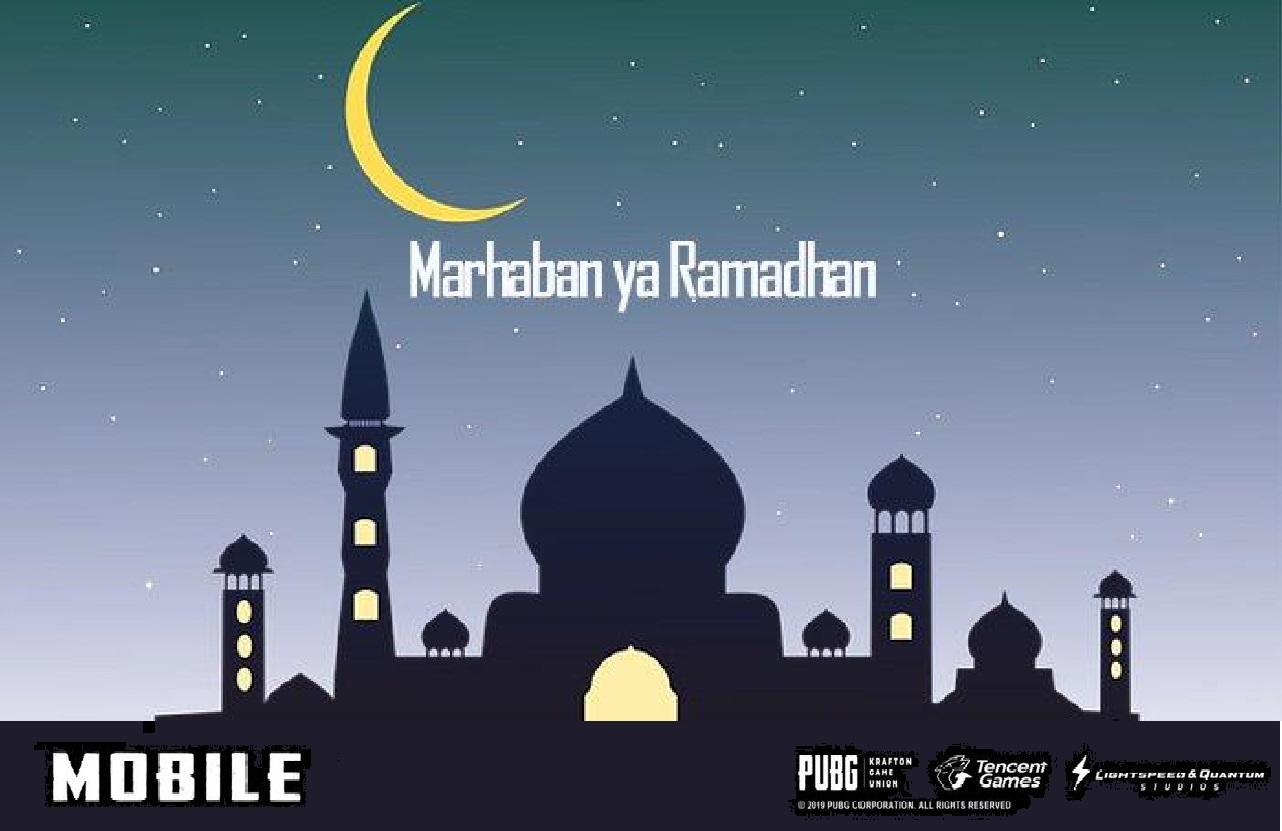 Marhaban ya Ramadhan
MOBILE
PUBG
KRAFTON
GAME
UNION
Tencent
Games
LIGHTSPEED & QUANTUM
STUDIOS
© 2019 PUBG CORPORATION. ALL RIGHTS RESERVED